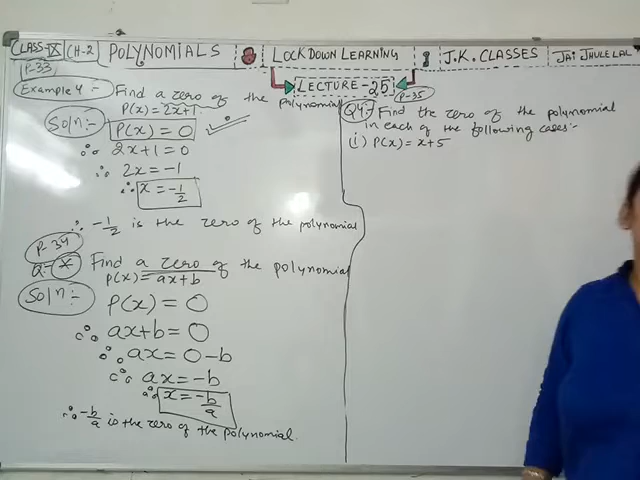 CLASS-IX CH-2 POLYNOMIALS 8 LOCKDOWN LEARNING J.K. CLASSES JAI JHULELAL
LECTURE-25
P-33
Example 4:- Find a zero of the polynomial
P(x)=2x+1.
Soln:- P(x)=0
∴ 2x+1=0
∴ 2x=-1
∴ x=-1/2
∴ -1/2 is the zero of the polynomial
P-34
Q:- * Find a zero of the polynomial
P(x)=ax+b
Soln:- P(x)=0
∴ ax+b=0
∴ ax=0-b
∴ ax=-b
∴ x=-b/a
∴ -b/a is the zero of the polynomial.
P-35
Q4:- Find the zero of the polynomial
in each of the following cases:-
(i) P(x)=x+5